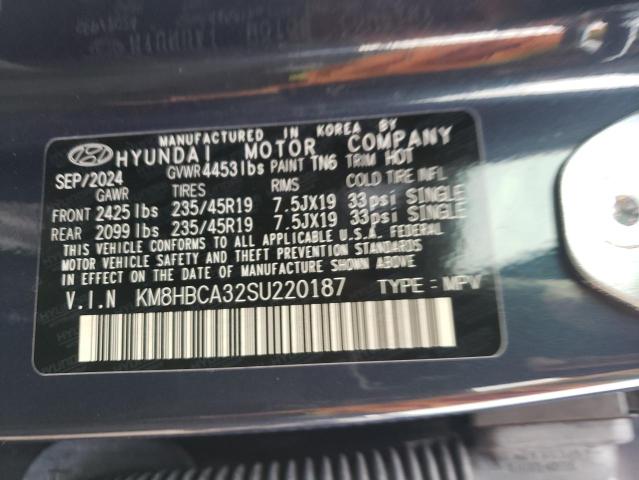 MANUFACTURED IN KOREA BY
HYUNDAI MOTOR COMPANY
SEP/2024 GVWR 4453lbs PAINT TN6 TRIM HOT
GAWR TIRES RIMS COLD TIRE INFL
FRONT 2425 lbs 235/45R19 7.5JX19 33psi SINGLE
REAR 2099 lbs 235/45R19 7.5JX19 33psi SINGLE
THIS VEHICLE CONFORMS TO ALL APPLICABLE U.S.A. FEDERAL
MOTOR VEHICLE SAFETY AND THEFT PREVENTION STANDARDS
IN EFFECT ON THE DATE OF MANUFACTURE SHOWN ABOVE.
V.I.N KM8HBCA32SU220187 TYPE : MPV